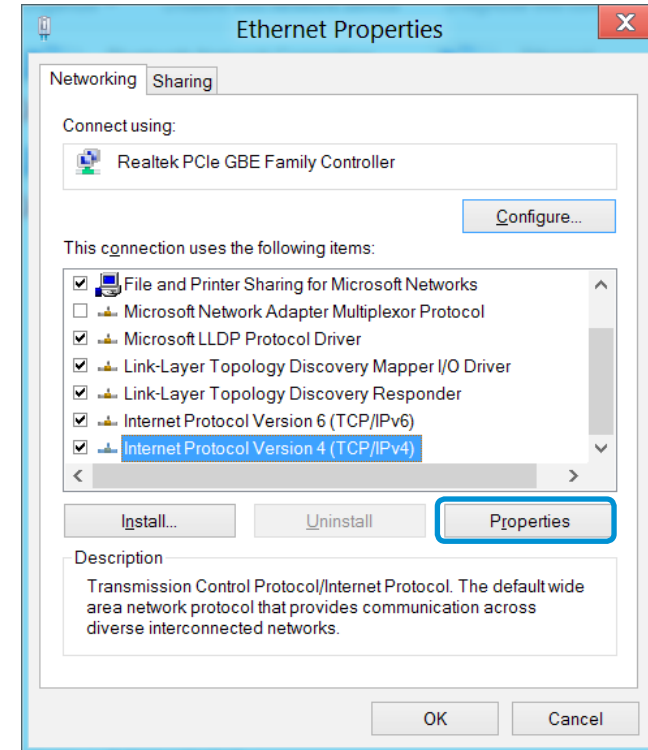 Ethernet Properties
X
Networking
Sharing
Connect using:
Realtek PCIe GBE Family Controller
Configure...
This connection uses the following items:
File and Printer Sharing for Microsoft Networks
Microsoft Network Adapter Multiplexor Protocol
Microsoft LLDP Protocol Driver
Link-Layer Topology Discovery Mapper I/O Driver
Link-Layer Topology Discovery Responder
Internet Protocol Version 6 (TCP/IPv6)
Internet Protocol Version 4 (TCP/IPv4)
Install...
Uninstall
Properties
Description
Transmission Control Protocol/Internet Protocol. The default wide
area network protocol that provides communication across
diverse interconnected networks.
OK
Cancel